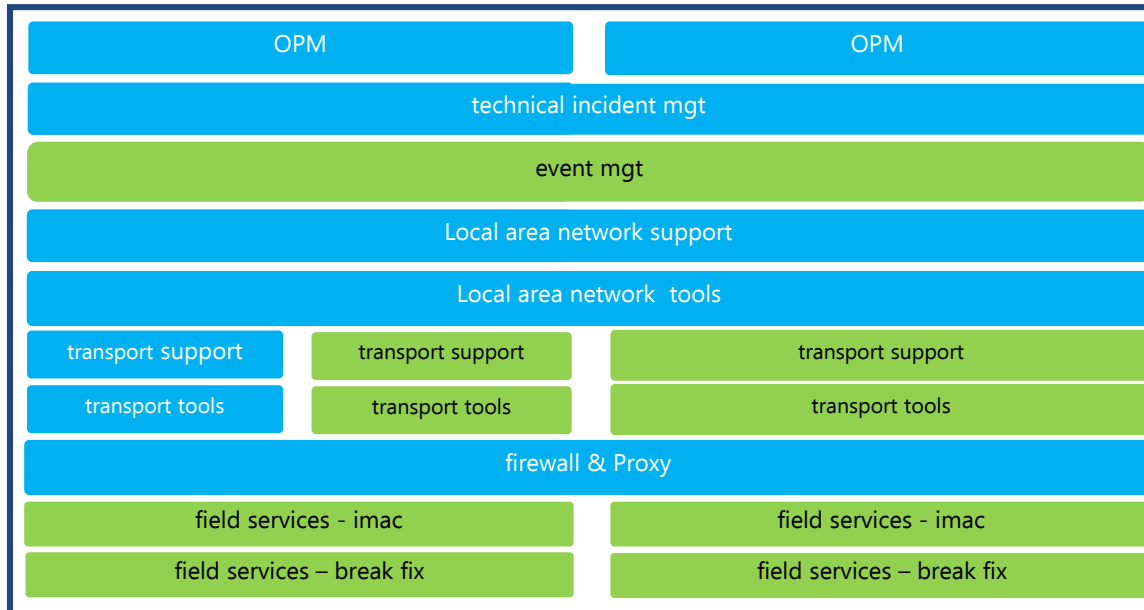 OPM OPM
technical incident mgt
event mgt
Local area network support
Local area network  tools
transport support transport support transport support
transport tools transport tools transport tools
firewall & Proxy
field services - imac field services - imac
field services – break fix field services – break fix